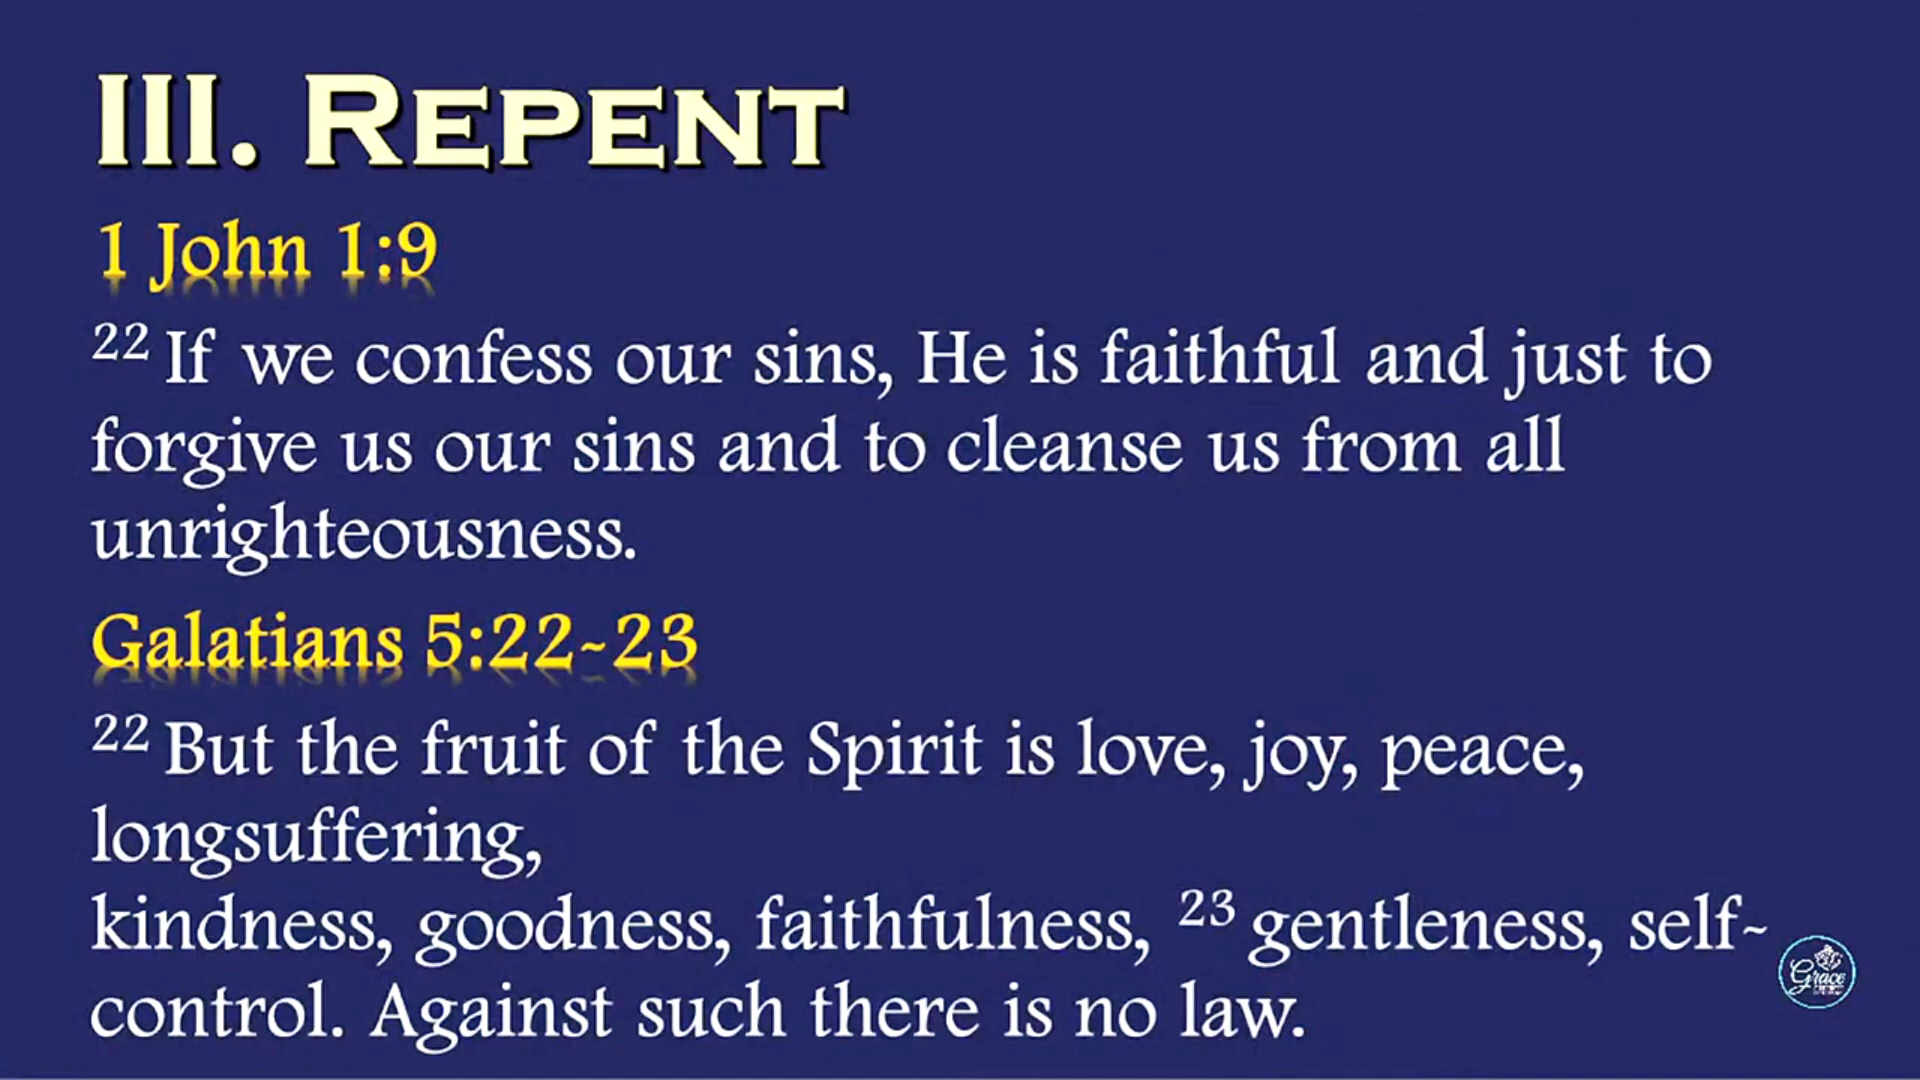 III. REPENT
1 John 1:9
22 If we confess our sins, He is faithful and just to
forgive us our sins and to cleanse us from all
unrighteousness.
Galatians 5:22~23
22 But the fruit of the Spirit is love, joy, peace,
longsuffering,
kindness, goodness, faithfulness, 23 gentleness, self~
control. Against such there is no law.
Grace